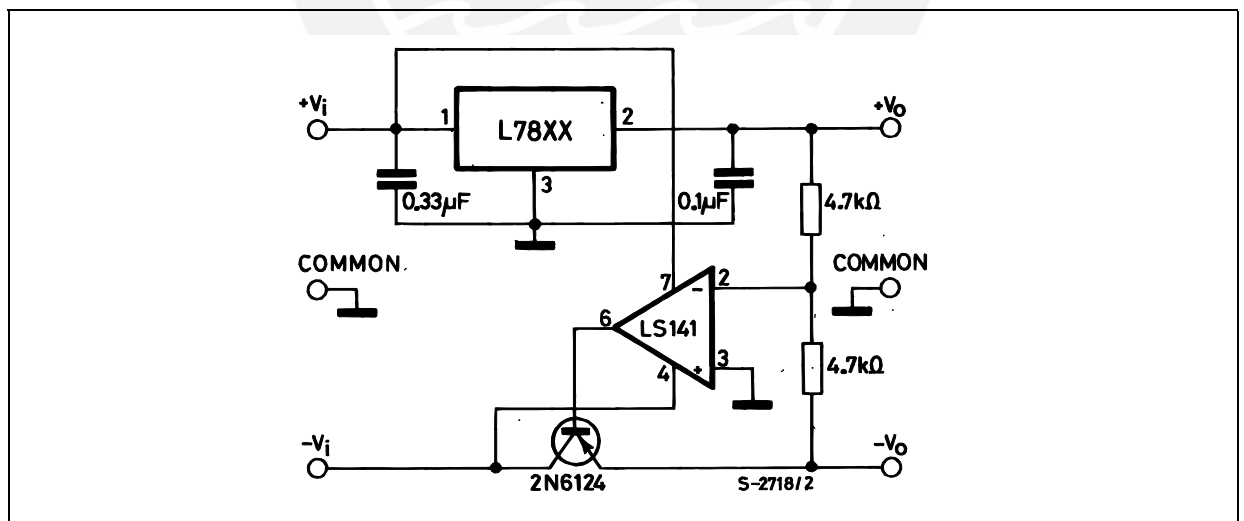 +Vi
1
L78XX
2
+Vo
3
0.33µF
0.1µF
4.7kΩ
COMMON
COMMON
7
2
-
6
LS141
3
4
+
4.7kΩ
-Vi
-Vo
2N6124
S-2718/2